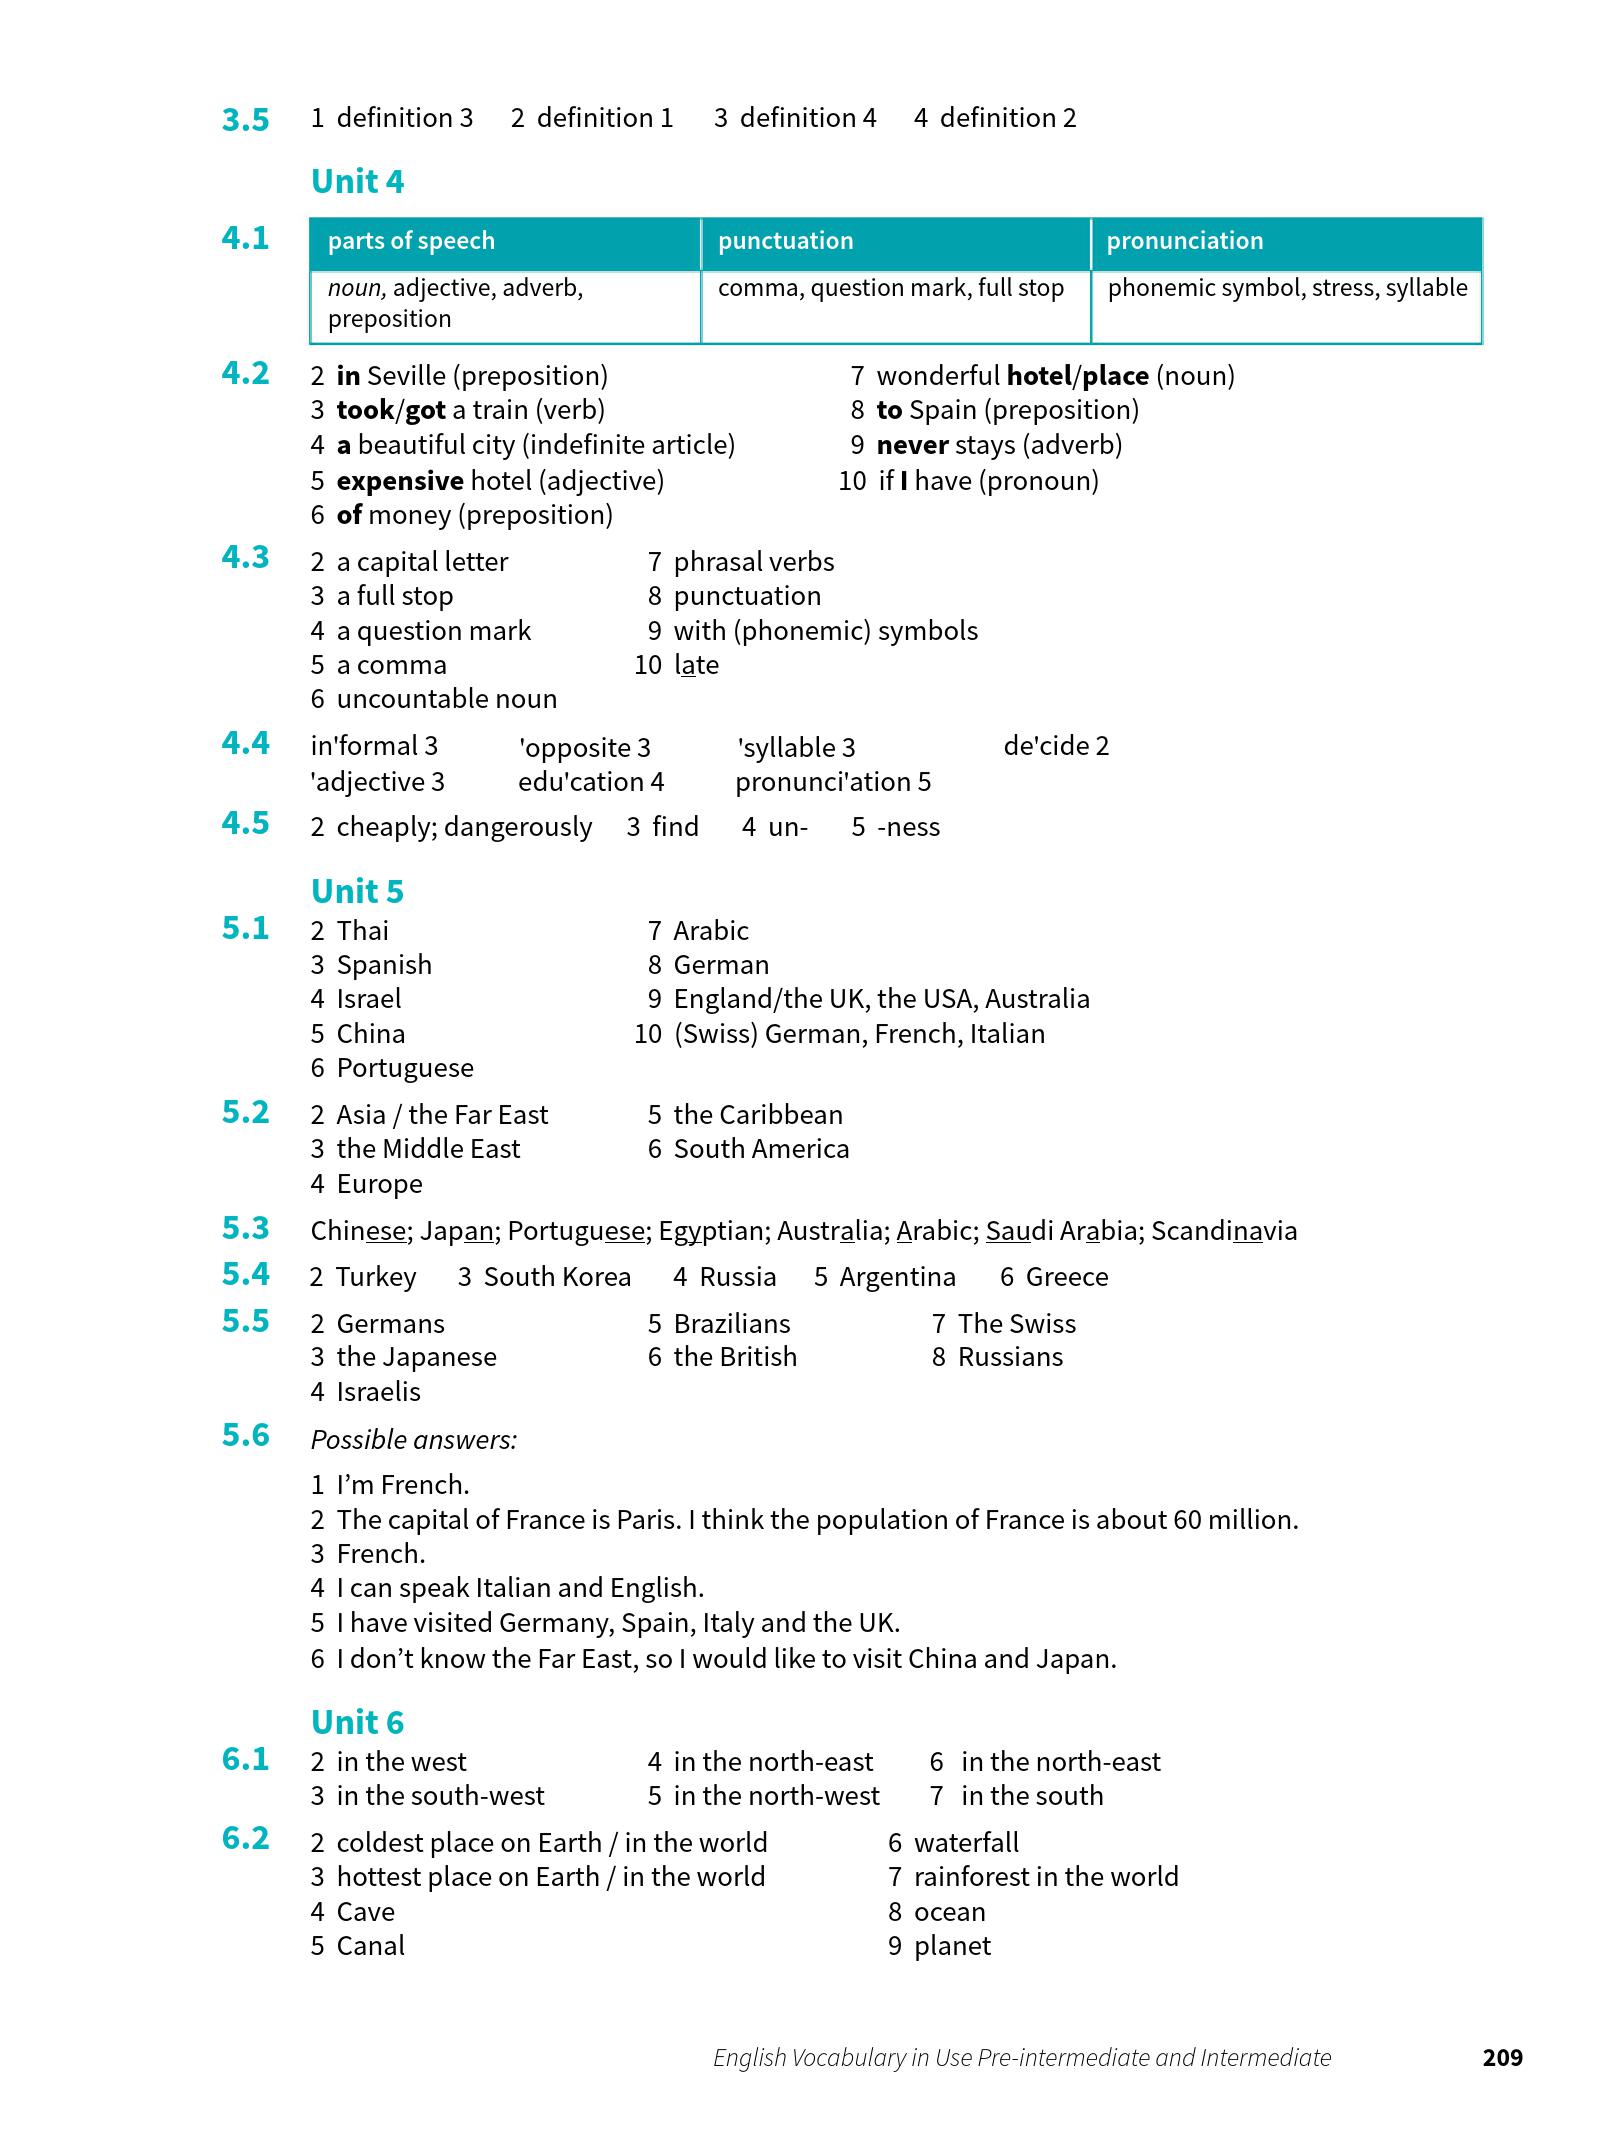 3.5 1 definition 3 2 definition 1 3 definition 4 4 definition 2
Unit 4
4.1 parts of speech punctuation pronunciation
noun, adjective, adverb, comma, question mark, full stop phonemic symbol, stress, syllable
preposition
4.2 2 in Seville (preposition) 7 wonderful hotel/place (noun)
3 took/got a train (verb) 8 to Spain (preposition)
4 a beautiful city (indefinite article) 9 never stays (adverb)
5 expensive hotel (adjective) 10 if I have (pronoun)
6 of money (preposition)
4.3 2 a capital letter 7 phrasal verbs
3 a full stop 8 punctuation
4 a question mark 9 with (phonemic) symbols
5 a comma 10 late
6 uncountable noun
4.4 in'formal 3 'opposite 3 'syllable 3 de'cide 2
'adjective 3 edu'cation 4 pronunci'ation 5
4.5 2 cheaply; dangerously 3 find 4 un- 5 -ness
Unit 5
5.1 2 Thai 7 Arabic
3 Spanish 8 German
4 Israel 9 England/the UK, the USA, Australia
5 China 10 (Swiss) German, French, Italian
6 Portuguese
5.2 2 Asia / the Far East 5 the Caribbean
3 the Middle East 6 South America
4 Europe
5.3 Chinese; Japan; Portuguese; Egyptian; Australia; Arabic; Saudi Arabia; Scandinavia
5.4 2 Turkey 3 South Korea 4 Russia 5 Argentina 6 Greece
5.5 2 Germans 5 Brazilians 7 The Swiss
3 the Japanese 6 the British 8 Russians
4 Israelis
5.6 Possible answers:
1 I’m French.
2 The capital of France is Paris. I think the population of France is about 60 million.
3 French.
4 I can speak Italian and English.
5 I have visited Germany, Spain, Italy and the UK.
6 I don’t know the Far East, so I would like to visit China and Japan.
Unit 6
6.1 2 in the west 4 in the north-east 6 in the north-east
3 in the south-west 5 in the north-west 7 in the south
6.2 2 coldest place on Earth / in the world 6 waterfall
3 hottest place on Earth / in the world 7 rainforest in the world
4 Cave 8 ocean
5 Canal 9 planet
English Vocabulary in Use Pre-intermediate and Intermediate 209